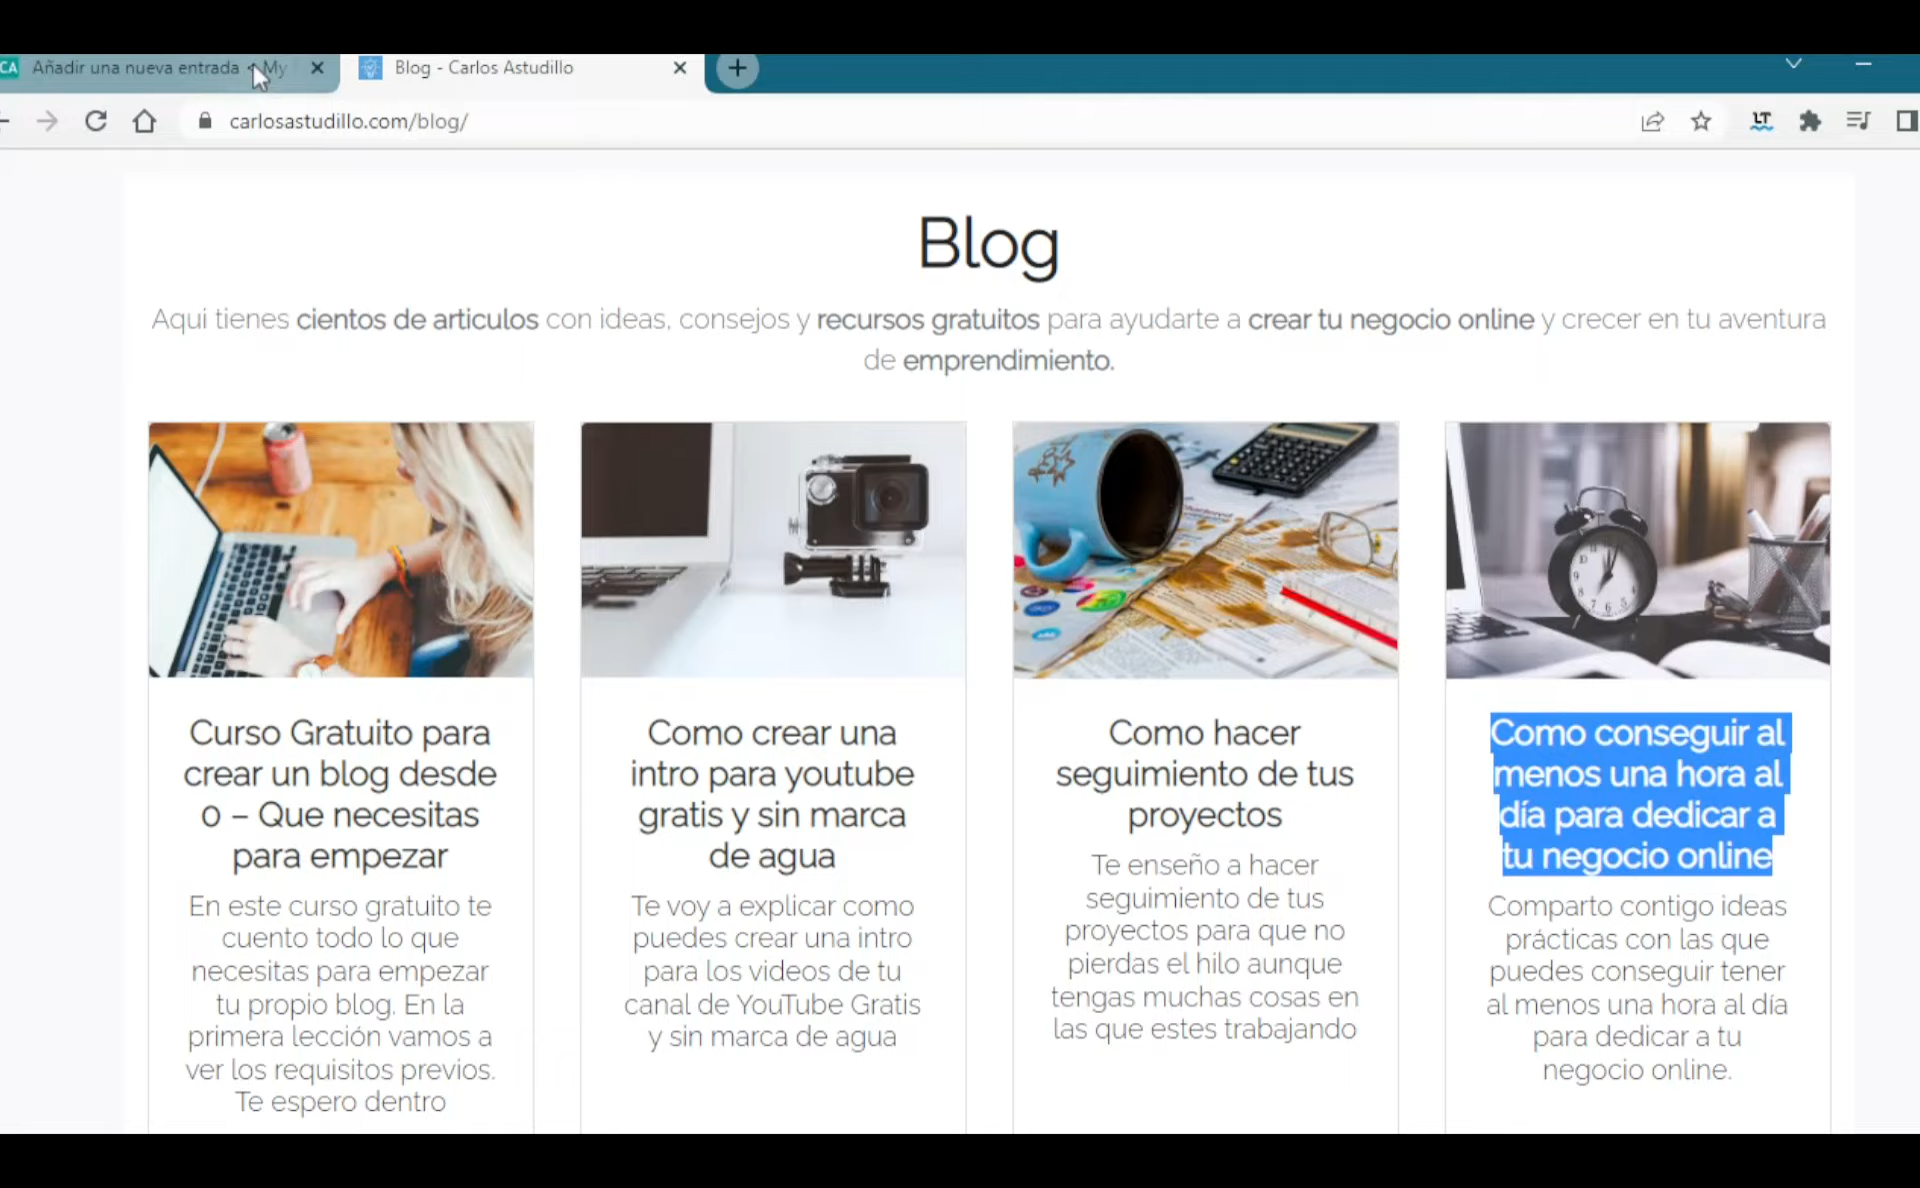 CA Añadir una nueva entrada ‹ My
Blog - Carlos Astudillo
carlosastudillo.com/blog/
LT
Blog
Aqui tienes cientos de articulos con ideas, consejos y recursos gratuitos para ayudarte a crear tu negocio online y crecer en tu aventura
de emprendimiento.
Curso Gratuito para
crear un blog desde
0 – Que necesitas
para empezar
En este curso gratuito te
cuento todo lo que
necesitas para empezar
tu propio blog. En la
primera lección vamos a
ver los requisitos previos.
Te espero dentro
Como crear una
intro para youtube
gratis y sin marca
de agua
Te voy a explicar como
puedes crear una intro
para los videos de tu
canal de YouTube Gratis
y sin marca de agua
Como hacer
seguimiento de tus
proyectos
Te enseño a hacer
seguimiento de tus
proyectos para que no
pierdas el hilo aunque
tengas muchas cosas en
las que estes trabajando
Como conseguir al
menos una hora al
día para dedicar a
tu negocio online
Comparto contigo ideas
prácticas con las que
puedes conseguir tener
al menos una hora al día
para dedicar a tu
negocio online.